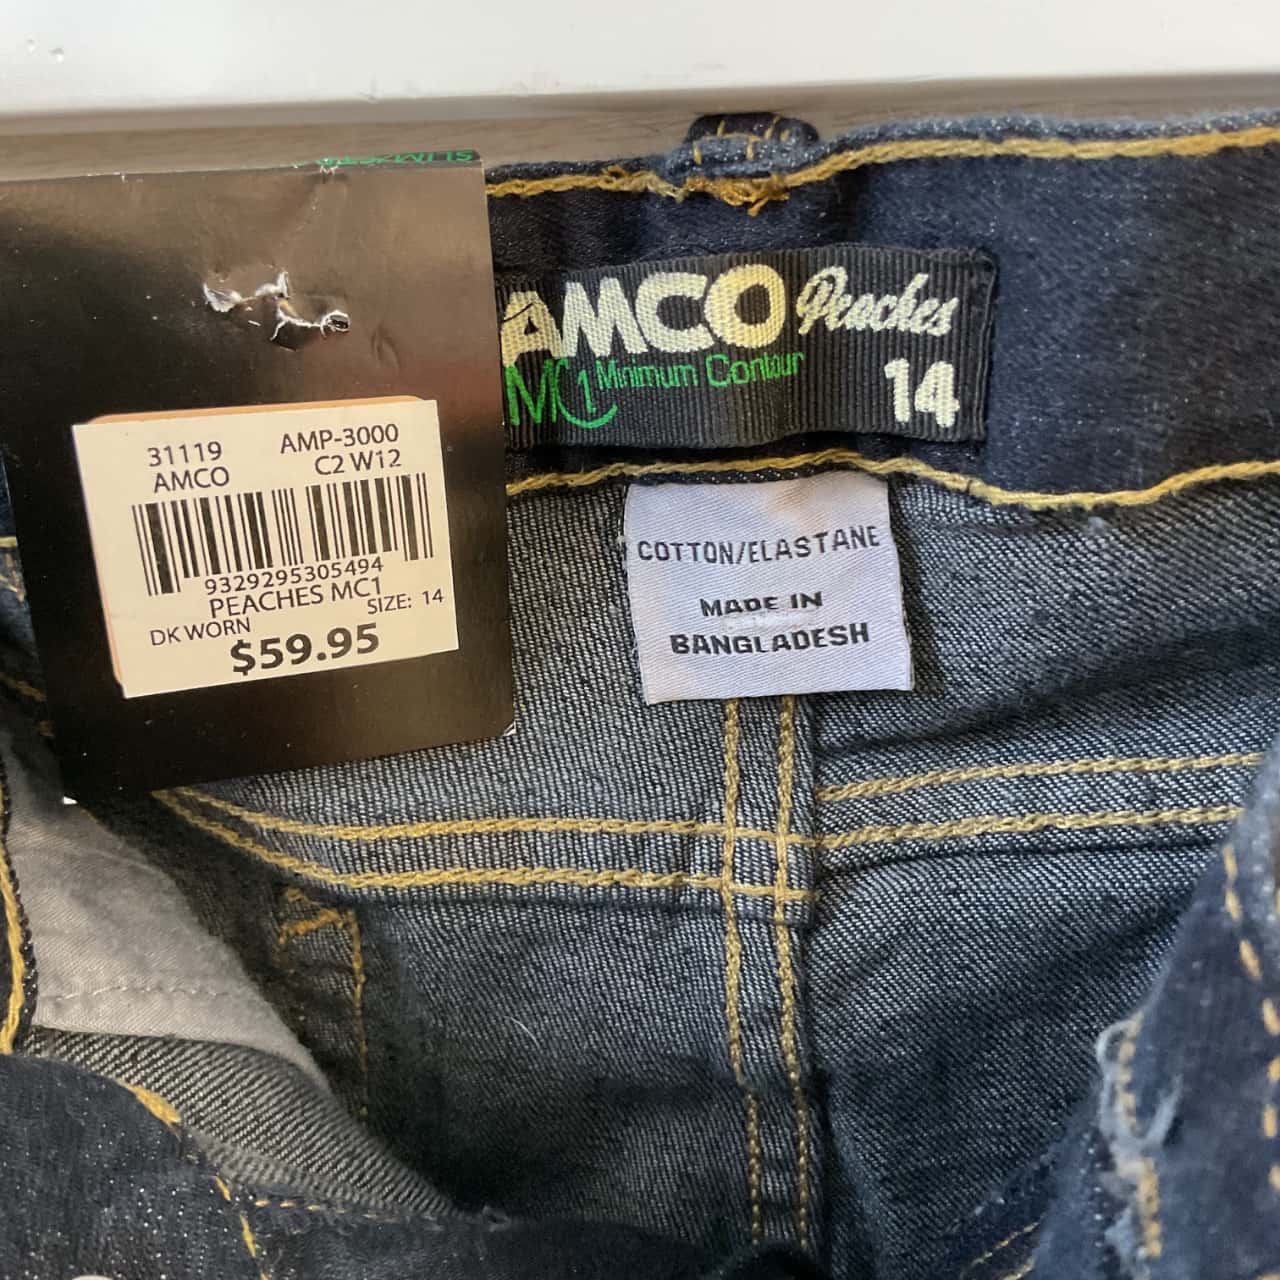 31119 AMP-3000
AMCO C2 W12
9329295305494
PEACHES MC1
SIZE: 14
DK WORN
$59.95
AMCO Peaches
MC1 Minimum Contour 14
COTTON/ELASTANE
MADE IN
BANGLADESH